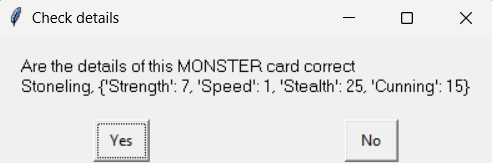 Check details
Are the details of this MONSTER card correct
Stoneling, {'Strength': 7, 'Speed': 1, 'Stealth': 25, 'Cunning': 15}
Yes No